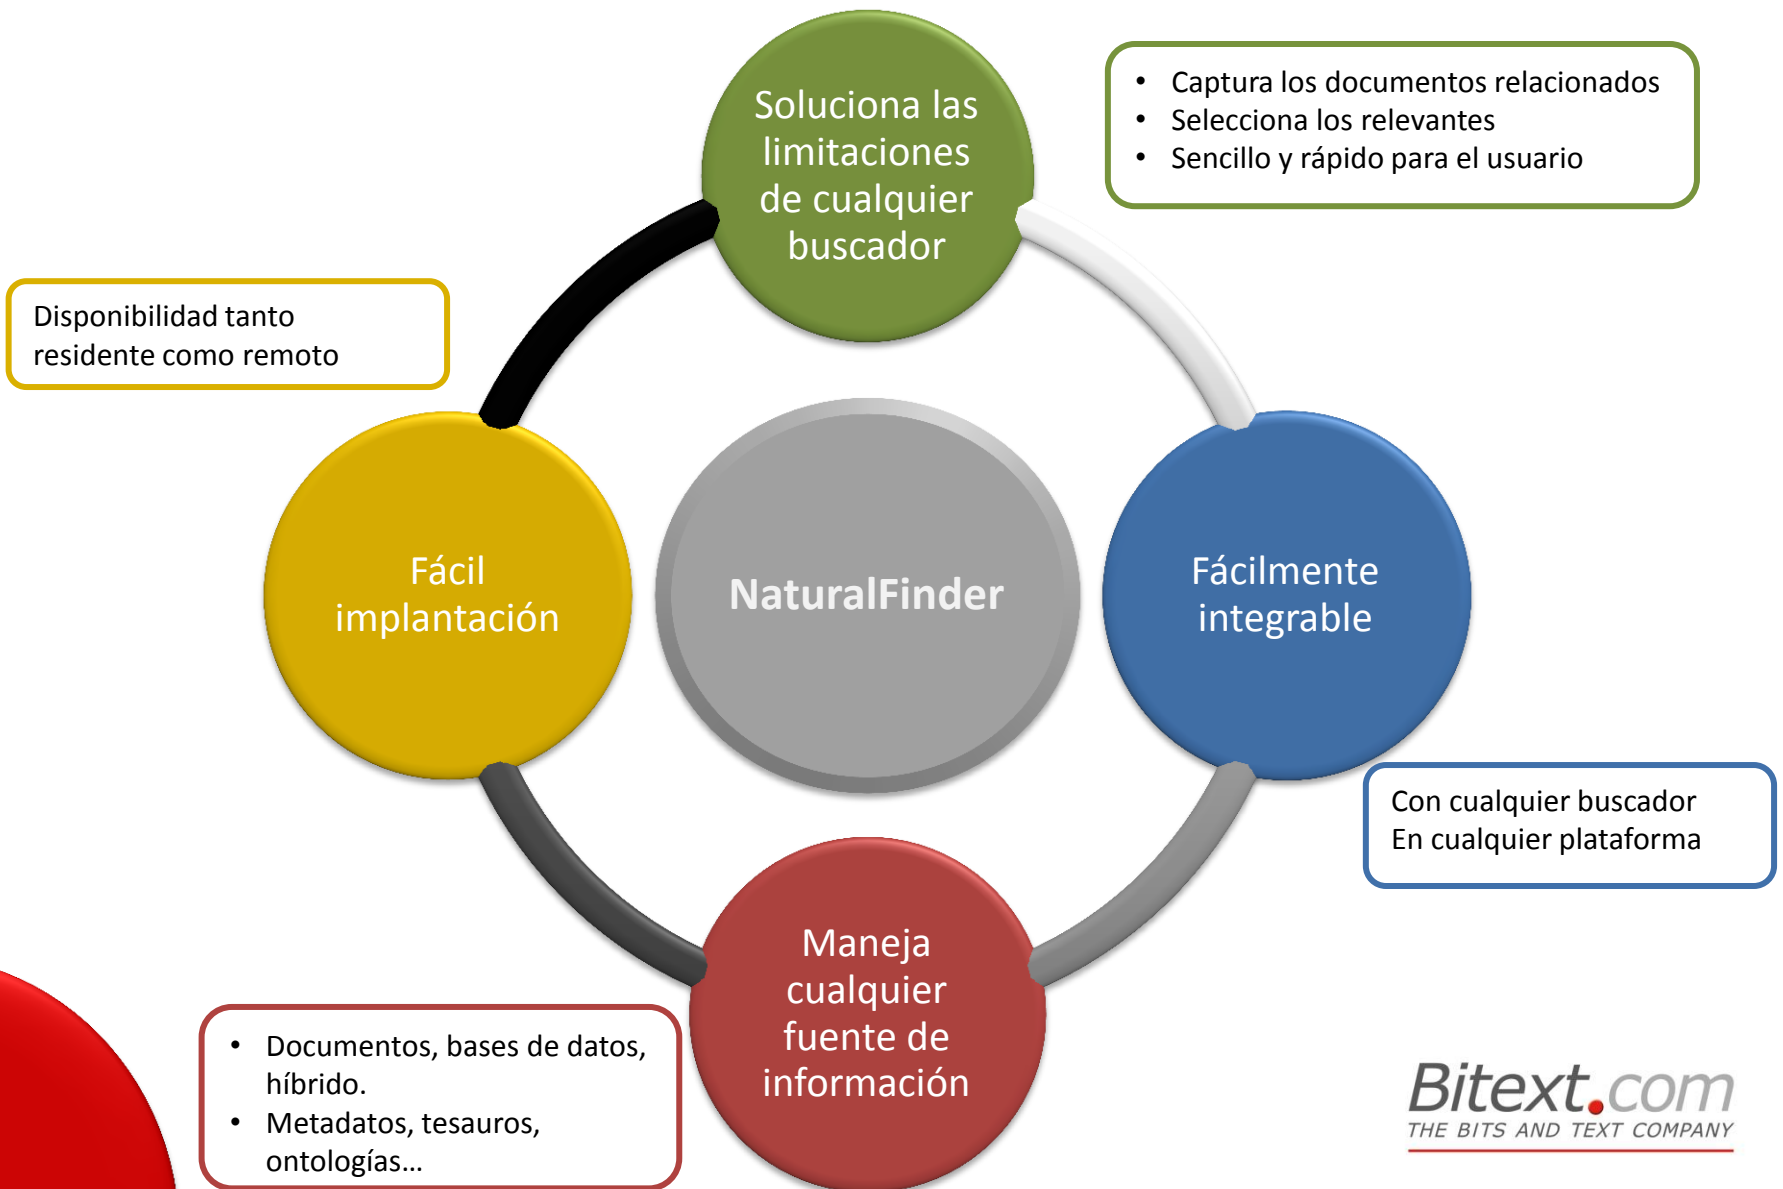 Soluciona las
limitaciones
de cualquier
buscador
• Captura los documentos relacionados
• Selecciona los relevantes
• Sencillo y rápido para el usuario
Disponibilidad tanto
residente como remoto
Fácil
implantación
NaturalFinder
Fácilmente
integrable
Con cualquier buscador
En cualquier plataforma
Maneja
cualquier
fuente de
información
• Documentos, bases de datos,
híbrido.
• Metadatos, tesauros,
ontologías…
Bitext.com
THE BITS AND TEXT COMPANY